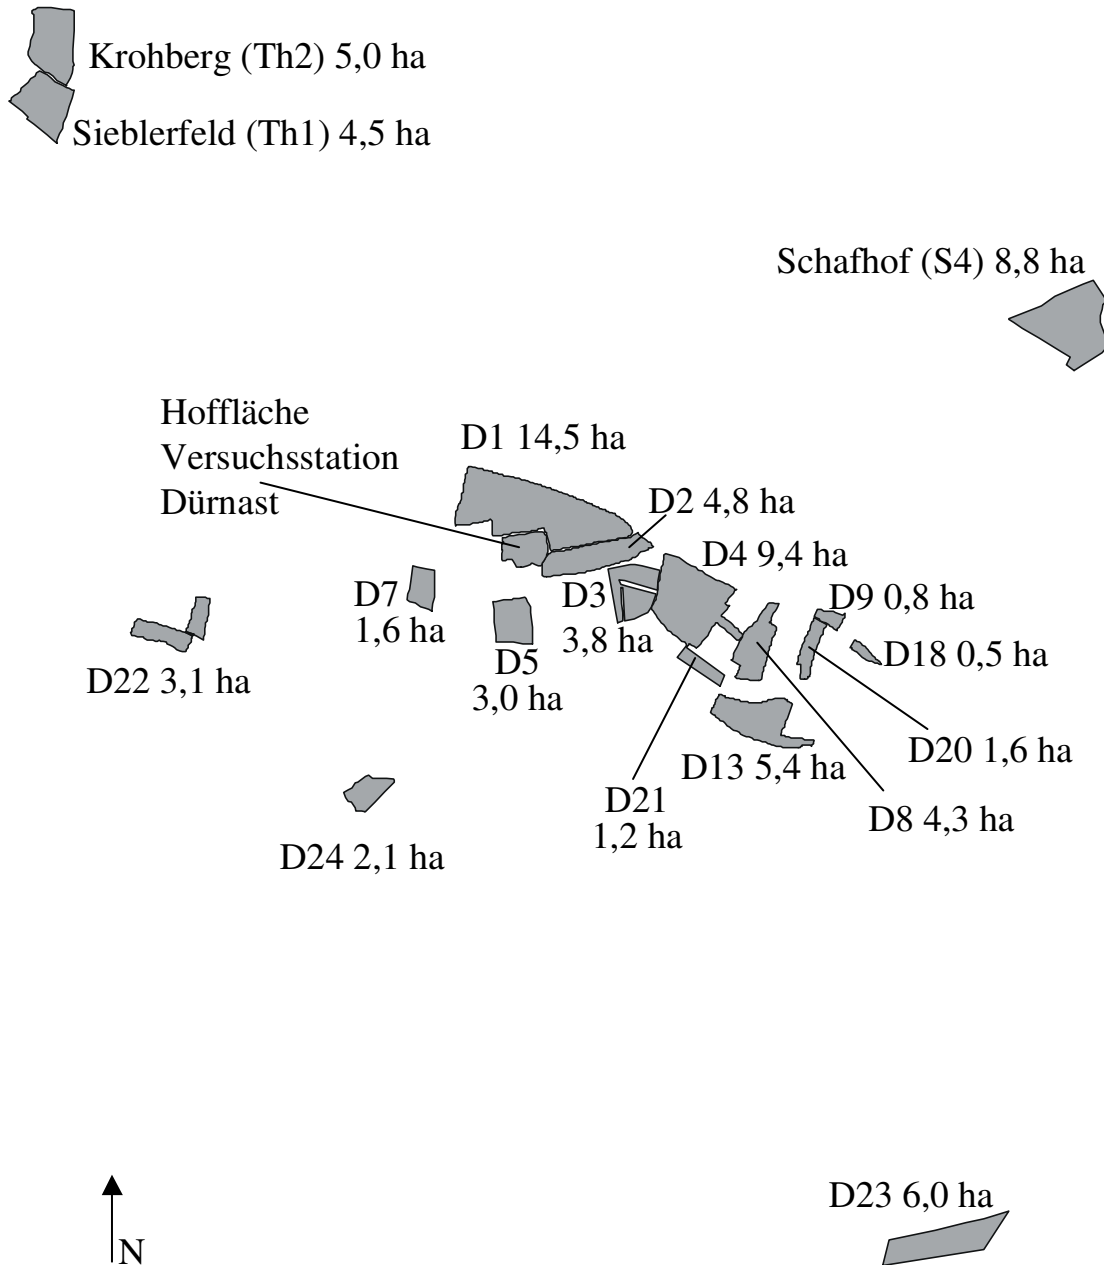 Krohberg (Th2) 5,0 ha
Sieblerfeld (Th1) 4,5 ha
Schafhof (S4) 8,8 ha
Hoffläche
Versuchsstation
Dürnast
D1 14,5 ha
D2 4,8 ha
D4 9,4 ha
D7
1,6 ha
D3
3,8 ha
D9 0,8 ha
D18 0,5 ha
D5
3,0 ha
D22 3,1 ha
D20 1,6 ha
D13 5,4 ha
D21
1,2 ha
D8 4,3 ha
D24 2,1 ha
D23 6,0 ha
N